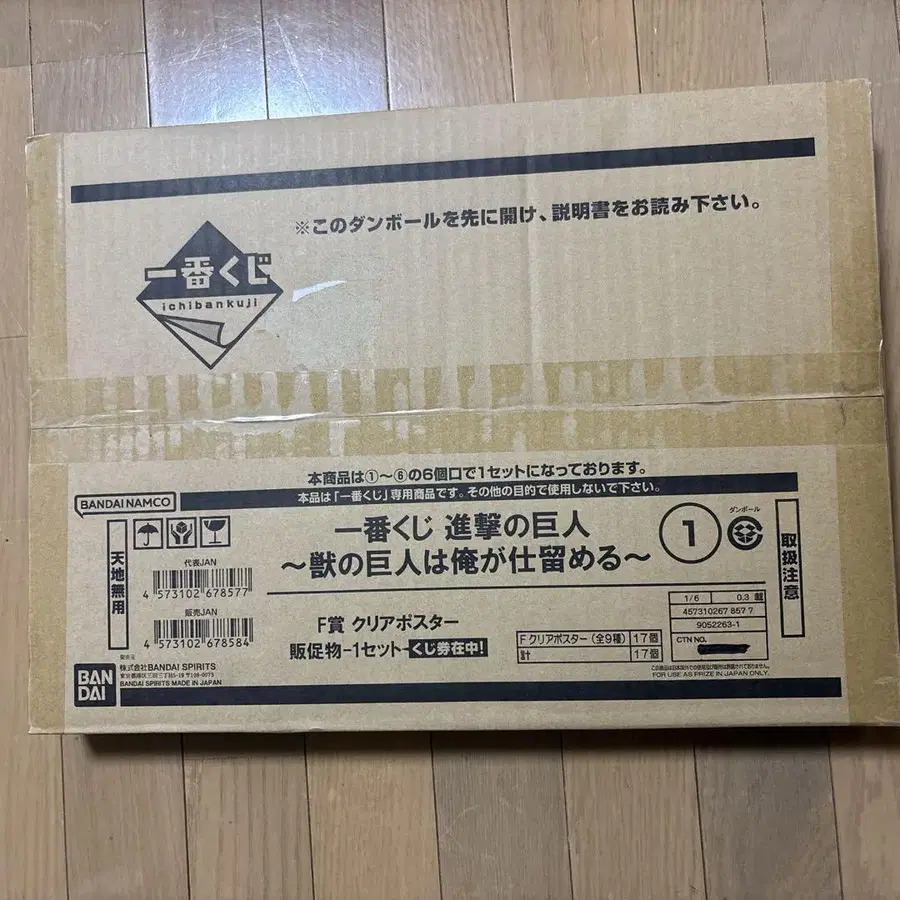 ※このダンボールを先に開け、説明書をお読み下さい。
一番くじ
ichibankuji
本商品は①～⑥の6個口で1セットになっております。
本品は「一番くじ」専用商品です。その他の目的で使用しないで下さい。
BANDAI NAMCO
天地無用
代表JAN
4 573102 678577
販売JAN
4 573102 678584
一番くじ 進撃の巨人
～獣の巨人は俺が仕留める～
1
ダンボール
取扱注意
F賞 クリアポスター
販促物-1セット-くじ券在中!
F クリアポスター (全9種) 17個
計 17個
1/6 0.3
457310267 857 7
9052263-1
CTN NO.
FOR USE AS PRIZE IN JAPAN ONLY.
発売元
株式会社BANDAI SPIRITS
BANDAI SPIRITS MADE IN JAPAN
BAN
DAI